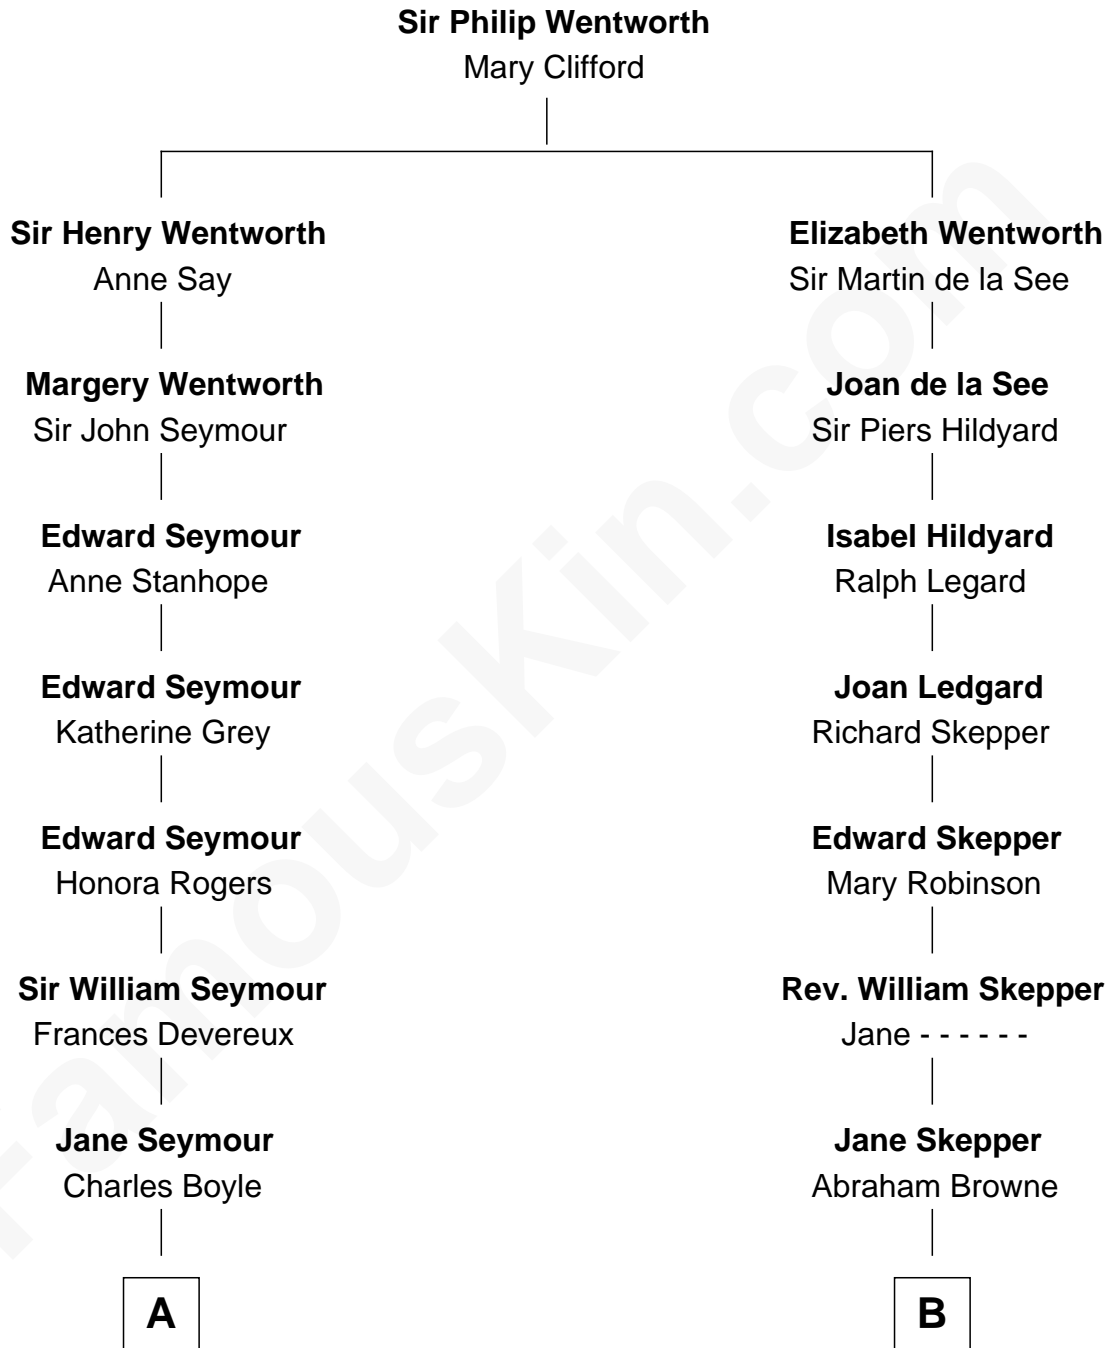 Sir Philip Wentworth
Mary Clifford
Sir Henry Wentworth
Anne Say
Elizabeth Wentworth
Sir Martin de la See
Margery Wentworth
Sir John Seymour
Joan de la See
Sir Piers Hildyard
Edward Seymour
Anne Stanhope
Isabel Hildyard
Ralph Legard
Edward Seymour
Katherine Grey
Joan Ledgard
Richard Skepper
Edward Seymour
Honora Rogers
Edward Skepper
Mary Robinson
Sir William Seymour
Frances Devereux
Rev. William Skepper
Jane - - - - - -
Jane Seymour
Charles Boyle
Jane Skepper
Abraham Browne
A
B
FamousKin.com